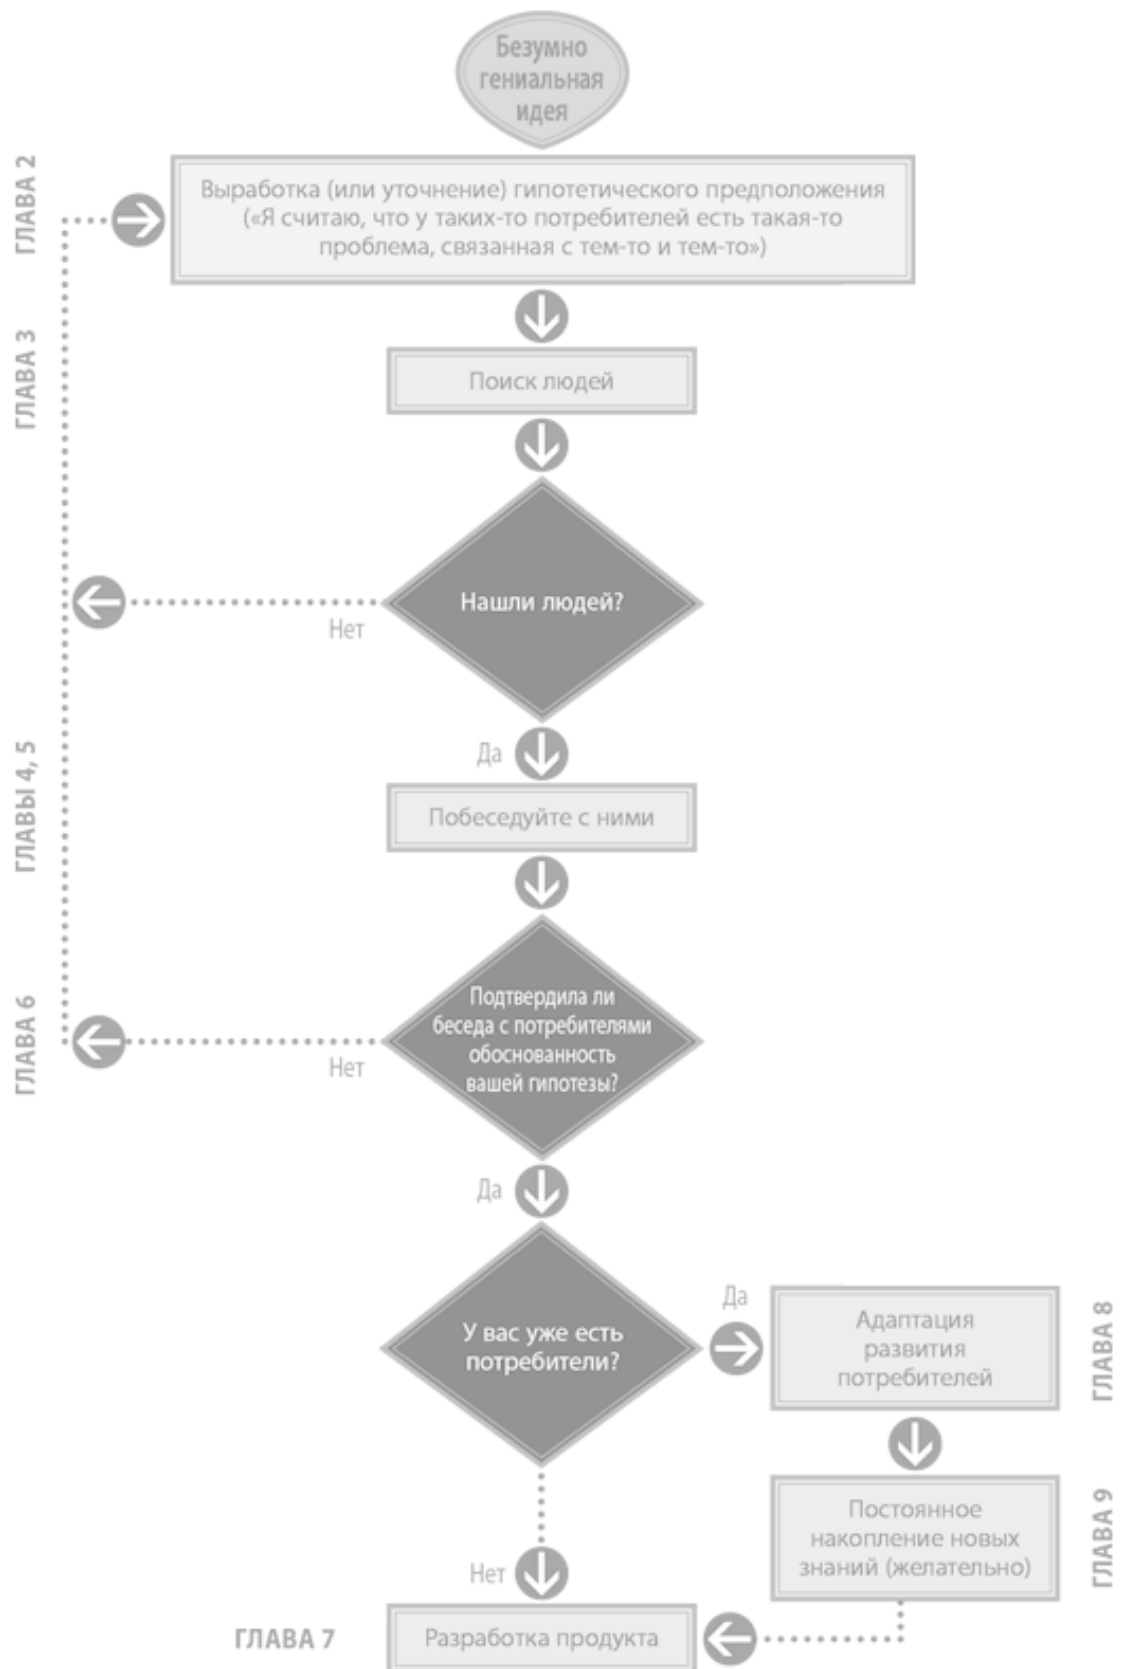 Безумно
гениальная
идея
ГЛАВА 2
Выработка (или уточнение) гипотетического предположения
(«Я считаю, что у таких-то потребителей есть такая-то
проблема, связанная с тем-то и тем-то»)
ГЛАВА 3
Поиск людей
Нашли людей?
Нет
Да
ГЛАВЫ 4, 5
Побеседуйте с ними
ГЛАВА 6
Подтвердила ли
беседа с потребителями
обоснованность
вашей гипотезы?
Нет
Да
У вас уже есть
потребители?
Да
Адаптация
развития
потребителей
ГЛАВА 8
Постоянное
накопление новых
знаний (желательно)
ГЛАВА 9
Нет
ГЛАВА 7
Разработка продукта